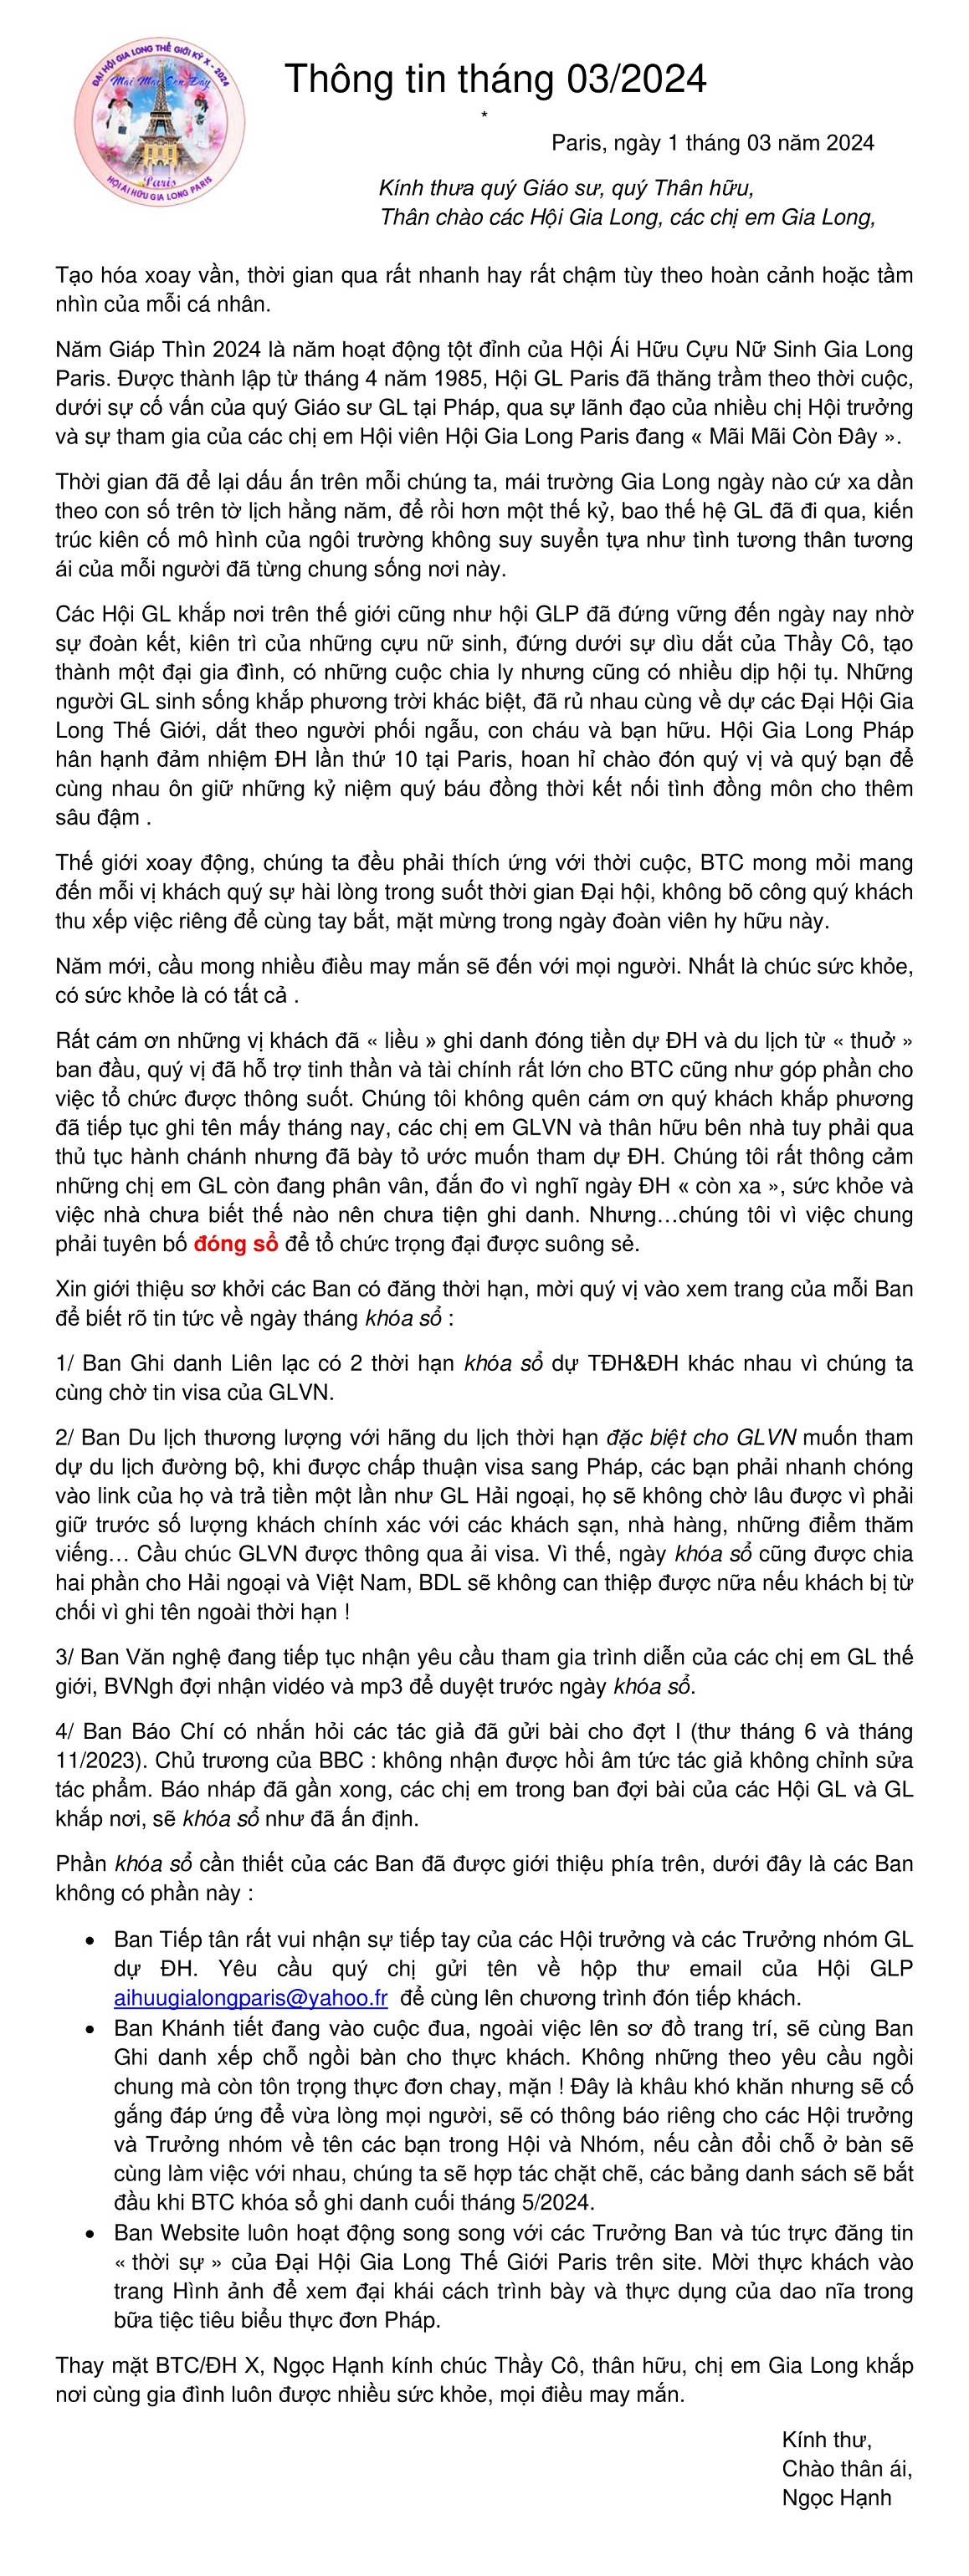 ĐẠI HỘI GIA LONG THẾ GIỚI KỲ X - 2024
Mãi Mãi Còn Đây
Paris
HỘI ÁI HỮU GIA LONG PARIS
Thông tin tháng 03/2024
*
Paris, ngày 1 tháng 03 năm 2024
Kính thưa quý Giáo sư, quý Thân hữu,
Thân chào các Hội Gia Long, các chị em Gia Long,
Tạo hóa xoay vần, thời gian qua rất nhanh hay rất chậm tùy theo hoàn cảnh hoặc tầm
nhìn của mỗi cá nhân.
Năm Giáp Thìn 2024 là năm hoạt động tột đỉnh của Hội Ái Hữu Cựu Nữ Sinh Gia Long
Paris. Được thành lập từ tháng 4 năm 1985, Hội GL Paris đã thăng trầm theo thời cuộc,
dưới sự cố vấn của quý Giáo sư GL tại Pháp, qua sự lãnh đạo của nhiều chị Hội trưởng
và sự tham gia của các chị em Hội viên Hội Gia Long Paris đang « Mãi Mãi Còn Đây ».
Thời gian đã để lại dấu ấn trên mỗi chúng ta, mái trường Gia Long ngày nào cứ xa dần
theo con số trên tờ lịch hằng năm, để rồi hơn một thế kỷ, bao thế hệ GL đã đi qua, kiến
trúc kiên cố mô hình của ngôi trường không suy suyển tựa như tình tương thân tương
ái của mỗi người đã từng chung sống nơi này.
Các Hội GL khắp nơi trên thế giới cũng như hội GLP đã đứng vững đến ngày nay nhờ
sự đoàn kết, kiên trì của những cựu nữ sinh, đứng dưới sự dìu dắt của Thầy Cô, tạo
thành một đại gia đình, có những cuộc chia ly nhưng cũng có nhiều dịp hội tụ. Những
người GL sinh sống khắp phương trời khác biệt, đã rủ nhau cùng về dự các Đại Hội Gia
Long Thế Giới, dắt theo người phối ngẫu, con cháu và bạn hữu. Hội Gia Long Pháp
hân hạnh đảm nhiệm ĐH lần thứ 10 tại Paris, hoan hỉ chào đón quý vị và quý bạn để
cùng nhau ôn giữ những kỷ niệm quý báu đồng thời kết nối tình đồng môn cho thêm
sâu đậm .
Thế giới xoay động, chúng ta đều phải thích ứng với thời cuộc, BTC mong mỏi mang
đến mỗi vị khách quý sự hài lòng trong suốt thời gian Đại hội, không bõ công quý khách
thu xếp việc riêng để cùng tay bắt, mặt mừng trong ngày đoàn viên hy hữu này.
Năm mới, cầu mong nhiều điều may mắn sẽ đến với mọi người. Nhất là chúc sức khỏe,
có sức khỏe là có tất cả .
Rất cám ơn những vị khách đã « liều » ghi danh đóng tiền dự ĐH và du lịch từ « thuở »
ban đầu, quý vị đã hỗ trợ tinh thần và tài chính rất lớn cho BTC cũng như góp phần cho
việc tổ chức được thông suốt. Chúng tôi không quên cám ơn quý khách khắp phương
đã tiếp tục ghi tên mấy tháng nay, các chị em GLVN và thân hữu bên nhà tuy phải qua
thủ tục hành chánh nhưng đã bày tỏ ước muốn tham dự ĐH. Chúng tôi rất thông cảm
những chị em GL còn đang phân vân, đắn đo vì nghĩ ngày ĐH « còn xa », sức khỏe và
việc nhà chưa biết thế nào nên chưa tiện ghi danh. Nhưng…chúng tôi vì việc chung
phải tuyên bố đóng sổ để tổ chức trọng đại được suông sẻ.
Xin giới thiệu sơ khởi các Ban có đăng thời hạn, mời quý vị vào xem trang của mỗi Ban
để biết rõ tin tức về ngày tháng khóa sổ :
1/ Ban Ghi danh Liên lạc có 2 thời hạn khóa sổ dự TĐH&ĐH khác nhau vì chúng ta
cùng chờ tin visa của GLVN.
2/ Ban Du lịch thương lượng với hãng du lịch thời hạn đặc biệt cho GLVN muốn tham
dự du lịch đường bộ, khi được chấp thuận visa sang Pháp, các bạn phải nhanh chóng
vào link của họ và trả tiền một lần như GL Hải ngoại, họ sẽ không chờ lâu được vì phải
giữ trước số lượng khách chính xác với các khách sạn, nhà hàng, những điểm thăm
viếng… Cầu chúc GLVN được thông qua ải visa. Vì thế, ngày khóa sổ cũng được chia
hai phần cho Hải ngoại và Việt Nam, BDL sẽ không can thiệp được nữa nếu khách bị từ
chối vì ghi tên ngoài thời hạn !
3/ Ban Văn nghệ đang tiếp tục nhận yêu cầu tham gia trình diễn của các chị em GL thế
giới, BVNgh đợi nhận vidéo và mp3 để duyệt trước ngày khóa sổ.
4/ Ban Báo Chí có nhắn hỏi các tác giả đã gửi bài cho đợt I (thư tháng 6 và tháng
11/2023). Chủ trương của BBC : không nhận được hồi âm tức tác giả không chỉnh sửa
tác phẩm. Báo nháp đã gần xong, các chị em trong ban đợi bài của các Hội GL và GL
khắp nơi, sẽ khóa sổ như đã ấn định.
Phần khóa sổ cần thiết của các Ban đã được giới thiệu phía trên, dưới đây là các Ban
không có phần này :
• Ban Tiếp tân rất vui nhận sự tiếp tay của các Hội trưởng và các Trưởng nhóm GL
dự ĐH. Yêu cầu quý chị gửi tên về hộp thư email của Hội GLP
aihuugialongparis@yahoo.fr để cùng lên chương trình đón tiếp khách.
• Ban Khánh tiết đang vào cuộc đua, ngoài việc lên sơ đồ trang trí, sẽ cùng Ban
Ghi danh xếp chỗ ngồi bàn cho thực khách. Không những theo yêu cầu ngồi
chung mà còn tôn trọng thực đơn chay, mặn ! Đây là khâu khó khăn nhưng sẽ cố
gắng đáp ứng để vừa lòng mọi người, sẽ có thông báo riêng cho các Hội trưởng
và Trưởng nhóm về tên các bạn trong Hội và Nhóm, nếu cần đổi chỗ ở bàn sẽ
cùng làm việc với nhau, chúng ta sẽ hợp tác chặt chẽ, các bảng danh sách sẽ bắt
đầu khi BTC khóa sổ ghi danh cuối tháng 5/2024.
• Ban Website luôn hoạt động song song với các Trưởng Ban và túc trực đăng tin
« thời sự » của Đại Hội Gia Long Thế Giới Paris trên site. Mời thực khách vào
trang Hình ảnh để xem đại khái cách trình bày và thực dụng của dao nĩa trong
bữa tiệc tiêu biểu thực đơn Pháp.
Thay mặt BTC/ĐH X, Ngọc Hạnh kính chúc Thầy Cô, thân hữu, chị em Gia Long khắp
nơi cùng gia đình luôn được nhiều sức khỏe, mọi điều may mắn.
Kính thư,
Chào thân ái,
Ngọc Hạnh